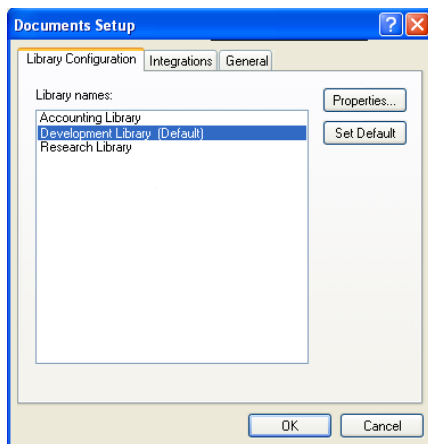 Documents Setup
Library Configuration Integrations General
Library names:
Properties...
Accounting Library
Development Library (Default)
Set Default
Research Library
OK Cancel